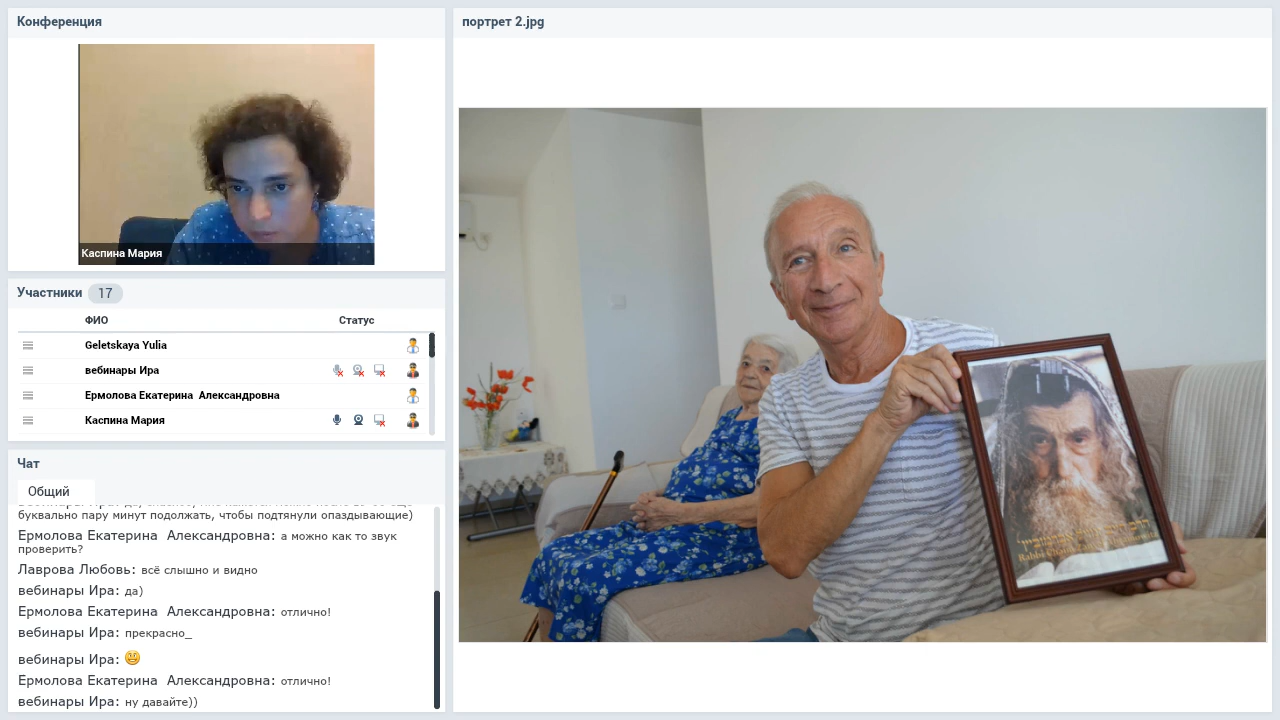 Конференция
Каспина Мария
Участники 17
ФИО Статус
Geletskaya Yulia
вебинары Ира
Ермолова Екатерина Александровна
Каспина Мария
Чат
Общий
буквально пару минут подолжать, чтобы подтянули опаздывающие)
Ермолова Екатерина Александровна: а можно как то звук
проверить?
Лаврова Любовь: всё слышно и видно
вебинары Ира: да)
Ермолова Екатерина Александровна: отлично!
вебинары Ира: прекрасно_
вебинары Ира:
Ермолова Екатерина Александровна: отлично!
вебинары Ира: ну давайте))
портрет 2.jpg
Rabbi